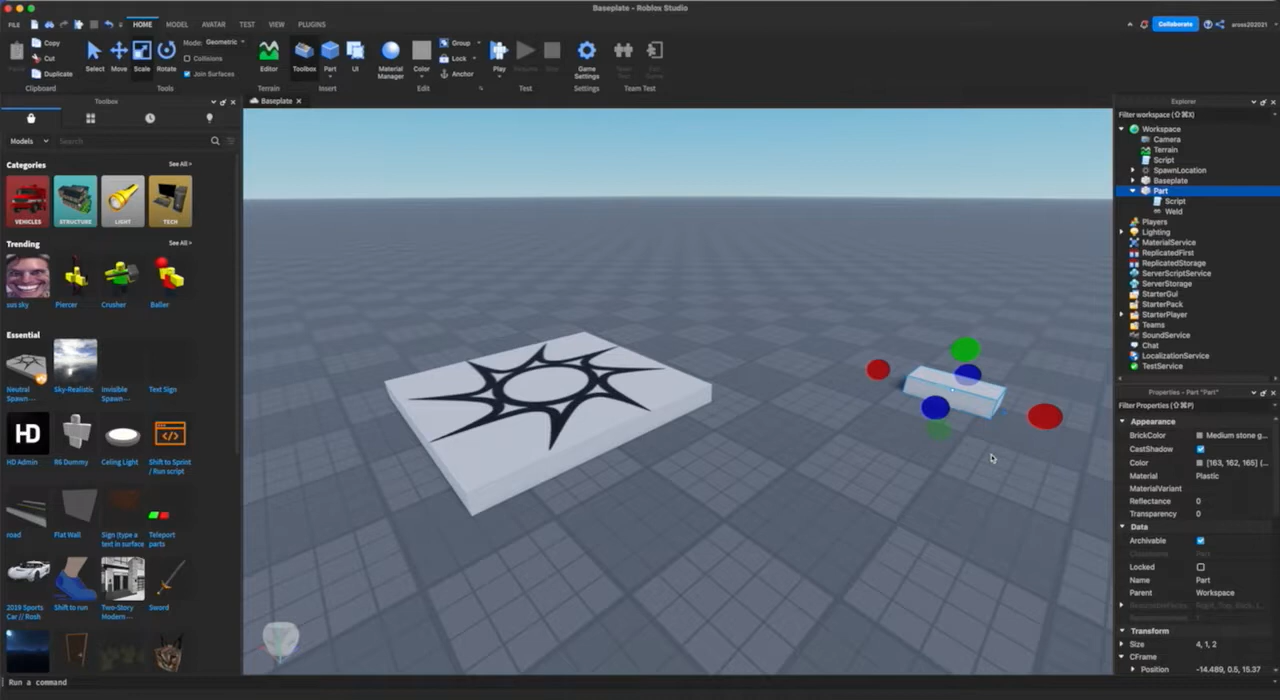 Baseplate - Roblox Studio
FILE HOME MODEL AVATAR TEST VIEW PLUGINS
Collaborate aross202021
Copy
Cut
Duplicate
Clipboard
Select Move Scale Rotate
Mode: Geometric
Collisions
Join Surfaces
Tools
Editor
Terrain
Toolbox Part UI
Insert
Material
Manager
Color
Group
Lock
Anchor
Edit
Play
Test
Game
Settings
Settings
Team Test
Toolbox
Models Search
Categories See All >
VEHICLES STRUCTURE LIGHT TECH
Trending See All >
sus sky Piercer Crusher Baller
Essential
Neutral
Spawn···
Sky-Realistic
Invisible
Spawn···
Text Sign
HD
HD Admin R6 Dummy Celing Light Shift to Sprint
/ Run script
road Flat Wall Sign (type a
text in surface
Teleport
parts
2019 Sports
Car // Rosh
Shift to run Two-Story
Modern···
Sword
Run a command
Baseplate
Explorer
Filter workspace (⇧⌘X)
Workspace
Camera
Terrain
Script
SpawnLocation
Baseplate
Part
Script
Weld
Players
Lighting
MaterialService
ReplicatedFirst
ReplicatedStorage
ServerScriptService
ServerStorage
StarterGui
StarterPack
StarterPlayer
Teams
SoundService
Chat
LocalizationService
TestService
Properties - Part "Part"
Filter Properties (⇧⌘P)
Appearance
BrickColor Medium stone g...
CastShadow
Color [163, 162, 165] (...
Material Plastic
MaterialVariant
Reflectance 0
Transparency 0
Data
Archivable
Locked
Name Part
Parent Workspace
Transform
Size 4, 1, 2
CFrame
Position -14.489, 0.5, 15.37